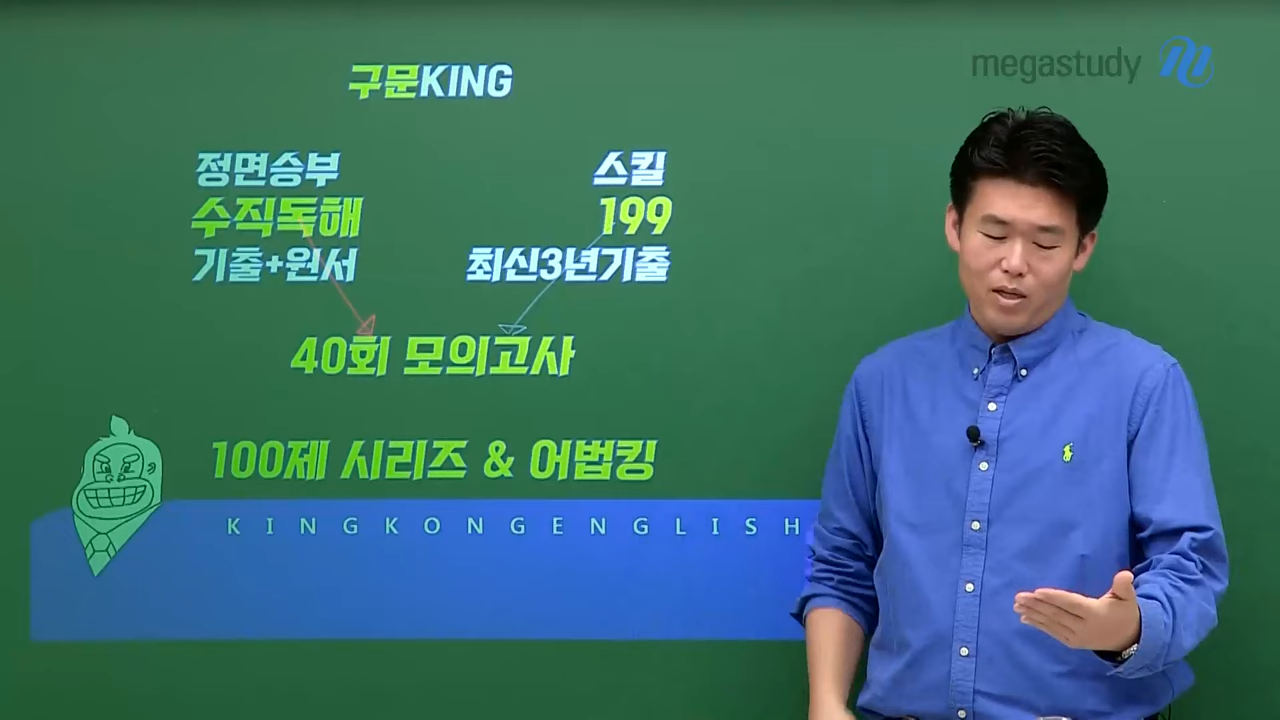 megastudy
구문KING
정면승부
수직독해
기출+원서
스킬
199
최신3년기출
40회 모의고사
100제 시리즈 & 어법킹
KINGKONGENGLISH